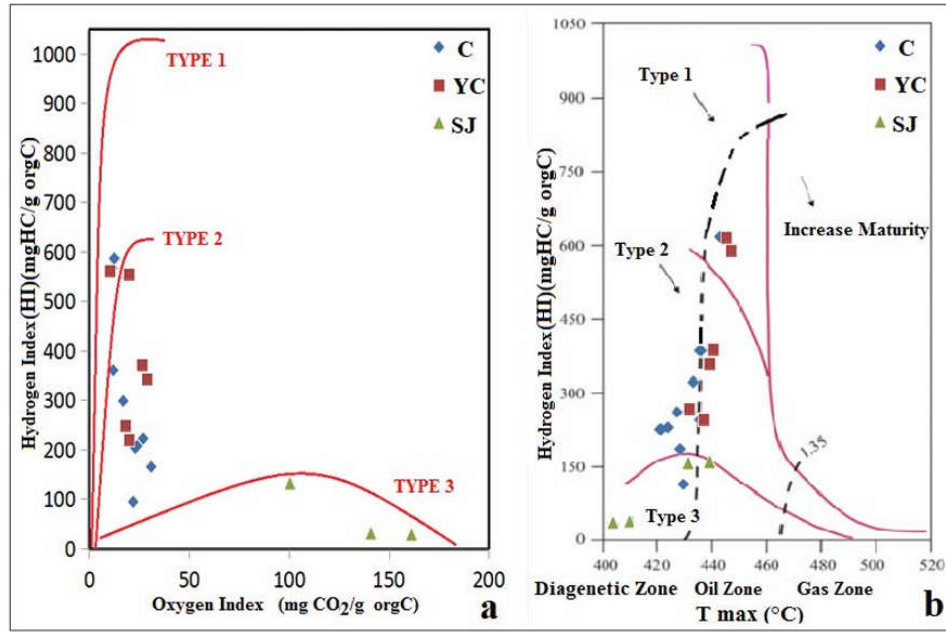 1000
900
800
700
600
500
400
300
200
100
0
Hydrogen Index(HI)(mgHC/g orgC)
TYPE 1
TYPE 2
TYPE 3
C
YC
SJ
0 50 100 150 200
Oxygen Index (mg CO2/g orgC)
a
1050
900
750
600
450
300
150
0
Hydrogen Index(HI)(mgHC/g orgC)
Type 1
Type 2
Type 3
C
YC
SJ
Increase Maturity
1.35
400 420 440 460 480 500 520
Diagenetic Zone Oil Zone Gas Zone
T max (°C)
b